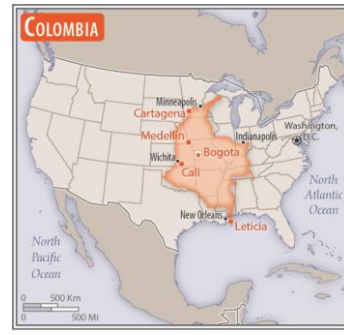 COLOMBIA
Minneapolis
Cartagena
Medellin
Indianapolis
Washington,
D.C.
Bogota
Wichita
Cali
New Orleans
Leticia
North
Pacific
Ocean
North
Atlantic
Ocean
0 500 Km
0 500 Mi